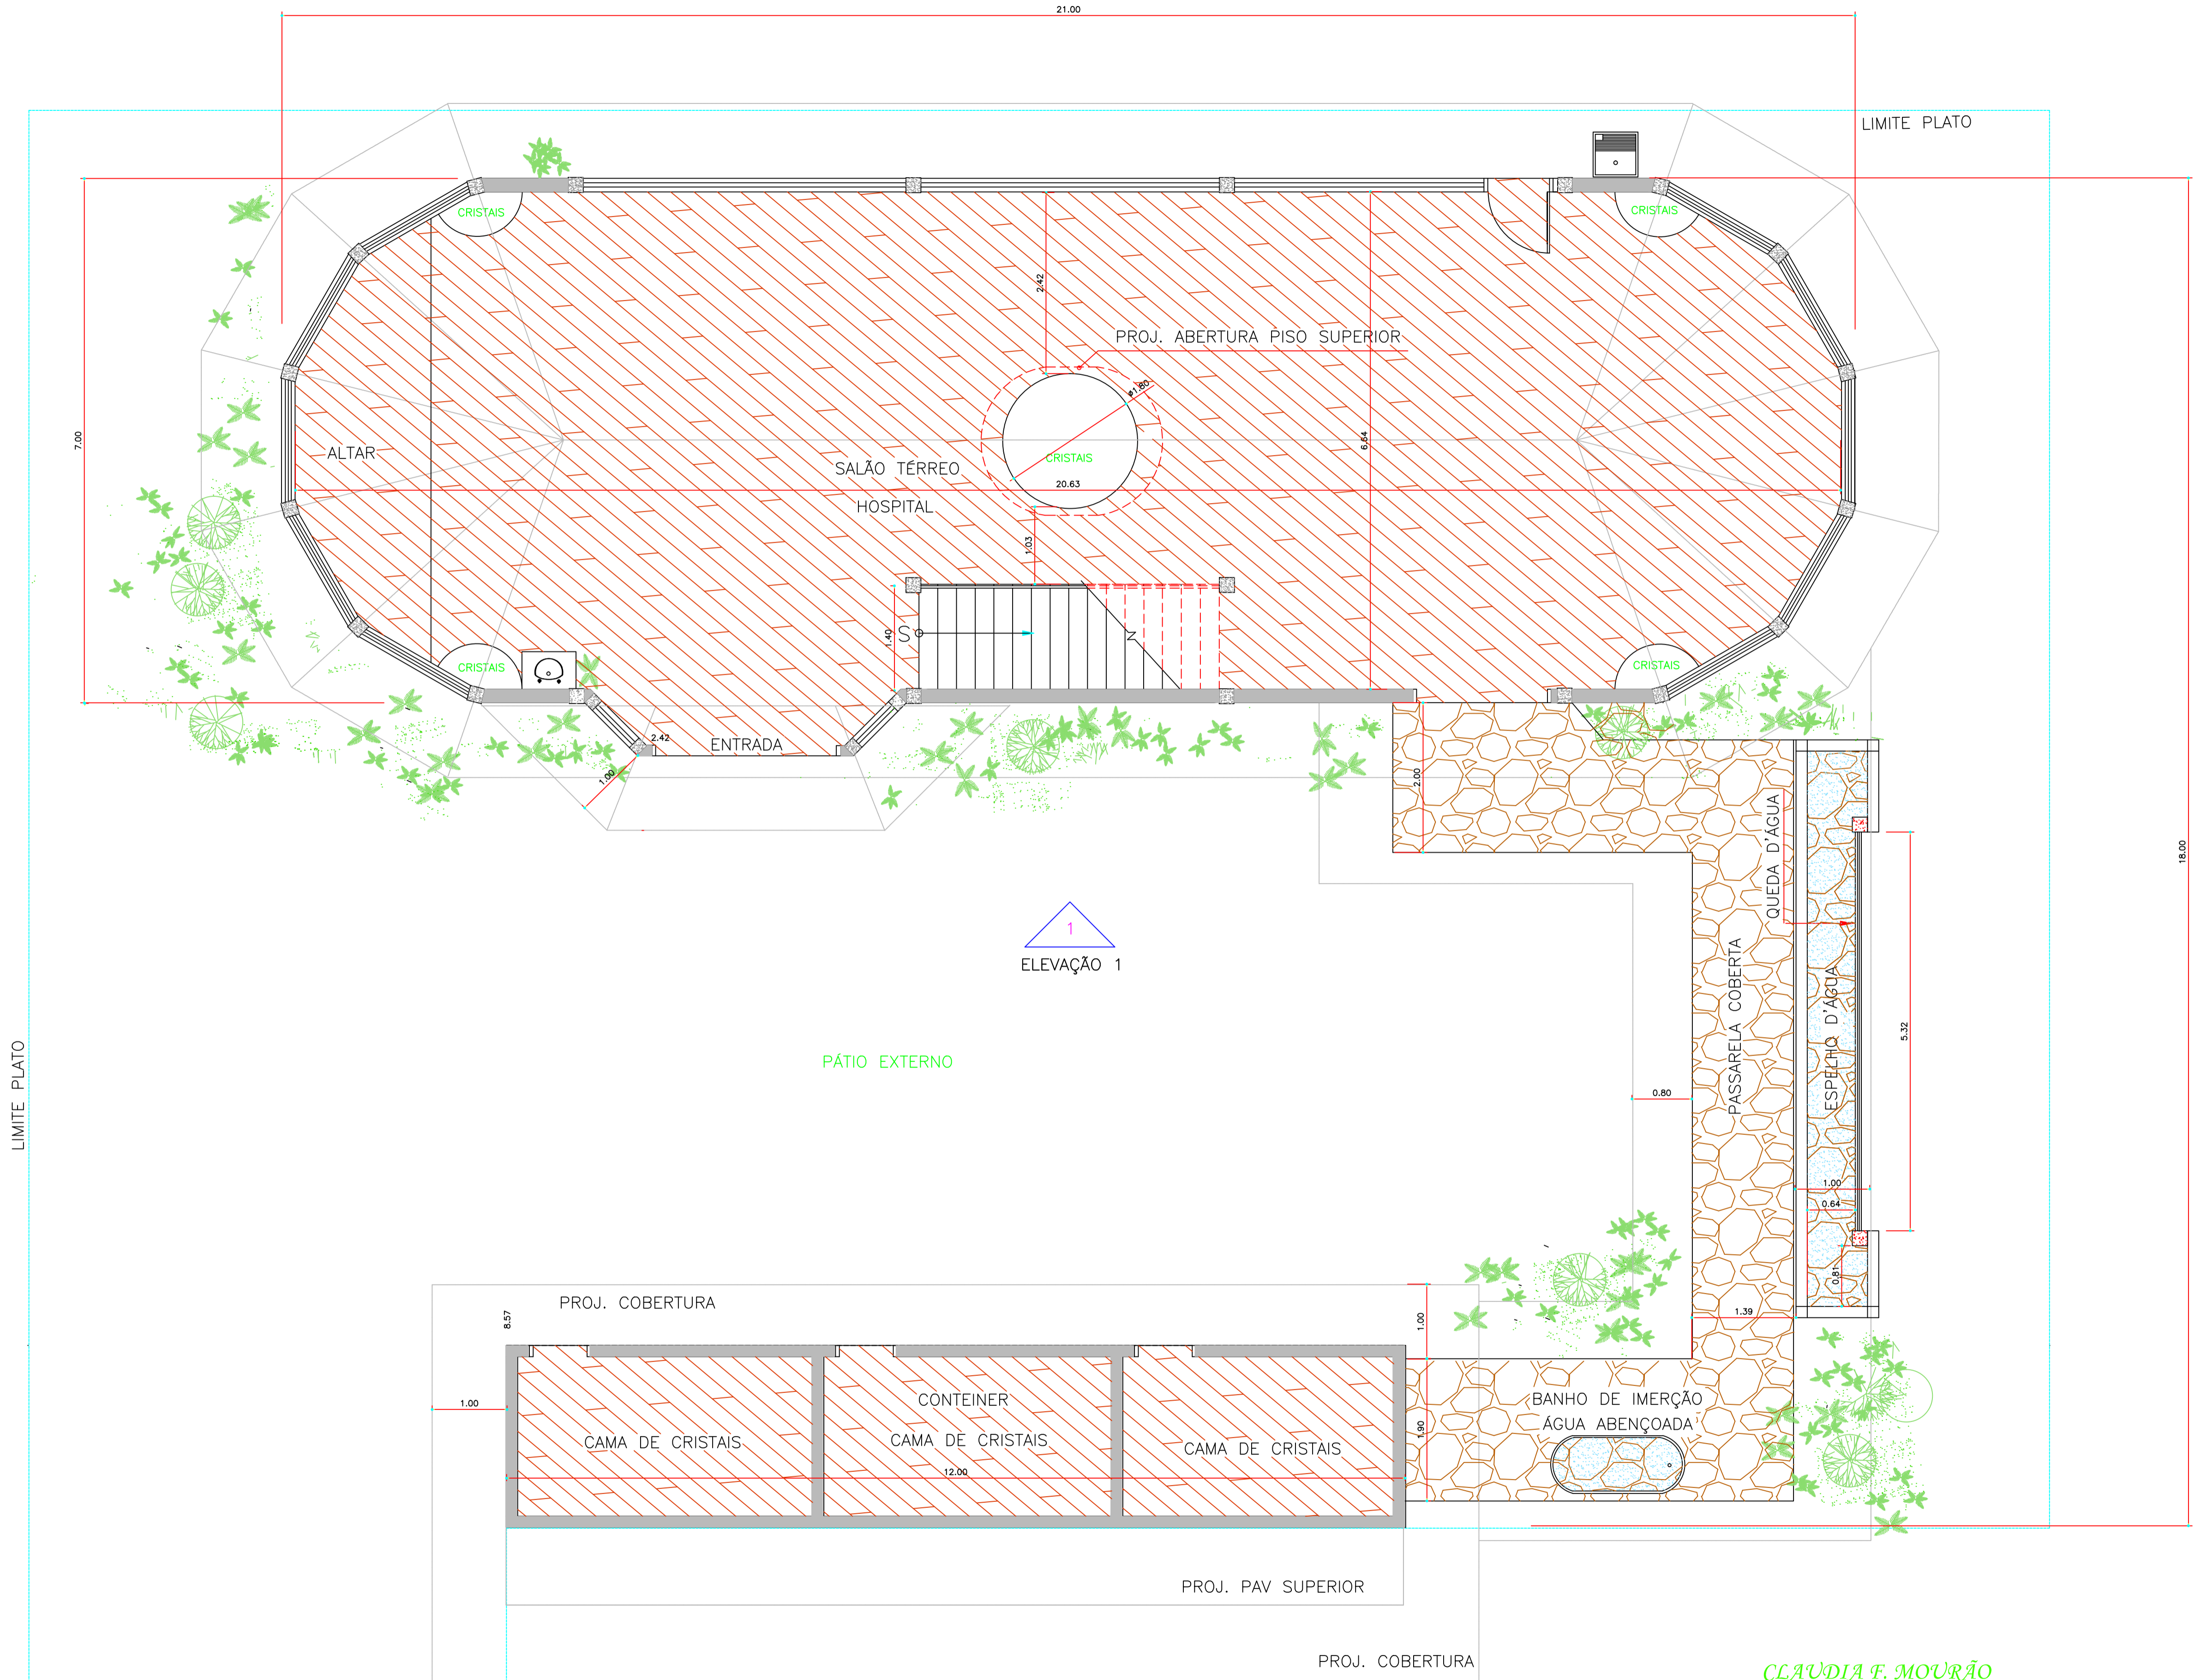 21.00
LIMITE PLATO
CRISTAIS
CRISTAIS
2.42
PROJ. ABERTURA PISO SUPERIOR
ø1.80
7.00
6.64
ALTAR
CRISTAIS
SALÃO TÉRREO
20.63
HOSPITAL
1.03
S
1.40
CRISTAIS
CRISTAIS
2.42
ENTRADA
1.00
2.00
QUEDA D'ÁGUA
18.00
1
ELEVAÇÃO 1
PASSARELA COBERTA
ESPELHO D'ÁGUA
5.32
PÁTIO EXTERNO
LIMITE PLATO
0.80
1.00
0.64
0.81
PROJ. COBERTURA
8.57
1.00
1.39
1.00
CONTEINER
BANHO DE IMERÇÃO
ÁGUA ABENÇOADA
CAMA DE CRISTAIS
CAMA DE CRISTAIS
CAMA DE CRISTAIS
1.90
12.00
PROJ. PAV SUPERIOR
PROJ. COBERTURA
CLAUDIA F. MOURÃO